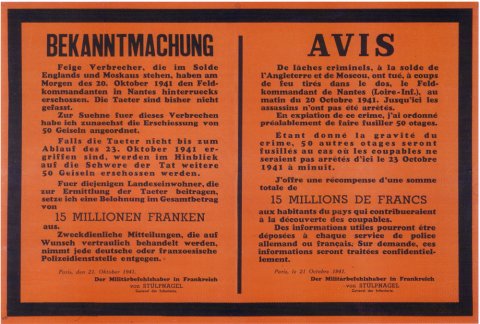 BEKANNTMACHUNG
Feige Verbrecher, die im Solde
Englands und Moskaus stehen, haben am
Morgen des 20. Oktober 1941 den Feld-
kommandanten in Nantes hinterruecks
erschossen. Die Taeter sind bisher nicht
gefasst.
Zur Suehne fuer dieses Verbrechen
habe ich zunaechst die Erschiessung von
50 Geiseln angeordnet.
Falls die Taeter nicht bis zum
Ablauf des 23. Oktober 1941 er-
griffen sind, werden im Hinblick
auf die Schwere der Tat weitere
50 Geiseln erschossen werden.
Fuer diejenigen Landeseinwohner, die
zur Ermittlung der Taeter beitragen,
setze ich eine Belohnung im Gesamtbetrag
von
15 MILLIONEN FRANKEN
aus.
Zweckdienliche Mitteilungen, die auf
Wunsch vertraulich behandelt werden,
nimmt jede deutsche oder franzoesische
Polizeidienststelle entgegen.
Paris, den 21. Oktober 1941.
Der Militärbefehlshaber in Frankreich
von STÜLPNAGEL
General der Infanterie.
AVIS
De lâches criminels, à la solde de
l'Angleterre et de Moscou, ont tué, à coups
de feu tirés dans le dos, le Feld-
kommandant de Nantes (Loire-Inf.), au
matin du 20 Octobre 1941. Jusqu'ici les
assassins n'ont pas été arrêtés.
En expiation de ce crime, j'ai ordonné
préalablement de faire fusiller 50 otages.
Étant donné la gravité du
crime, 50 autres otages seront
fusillés au cas où les coupables ne
seraient pas arrêtés d'ici le 23 Octobre
1941 à minuit.
J'offre une récompense d'une somme
totale de
15 MILLIONS DE FRANCS
aux habitants du pays qui contribueraient
à la découverte des coupables.
Des informations utiles pourront être
déposées à chaque service de police
allemand ou français. Sur demande, ces
informations seront traitées confidentiel-
lement.
Paris, le 21 Octobre 1941.
Der Militärbefehlshaber in Frankreich
von STÜLPNAGEL
General der Infanterie.